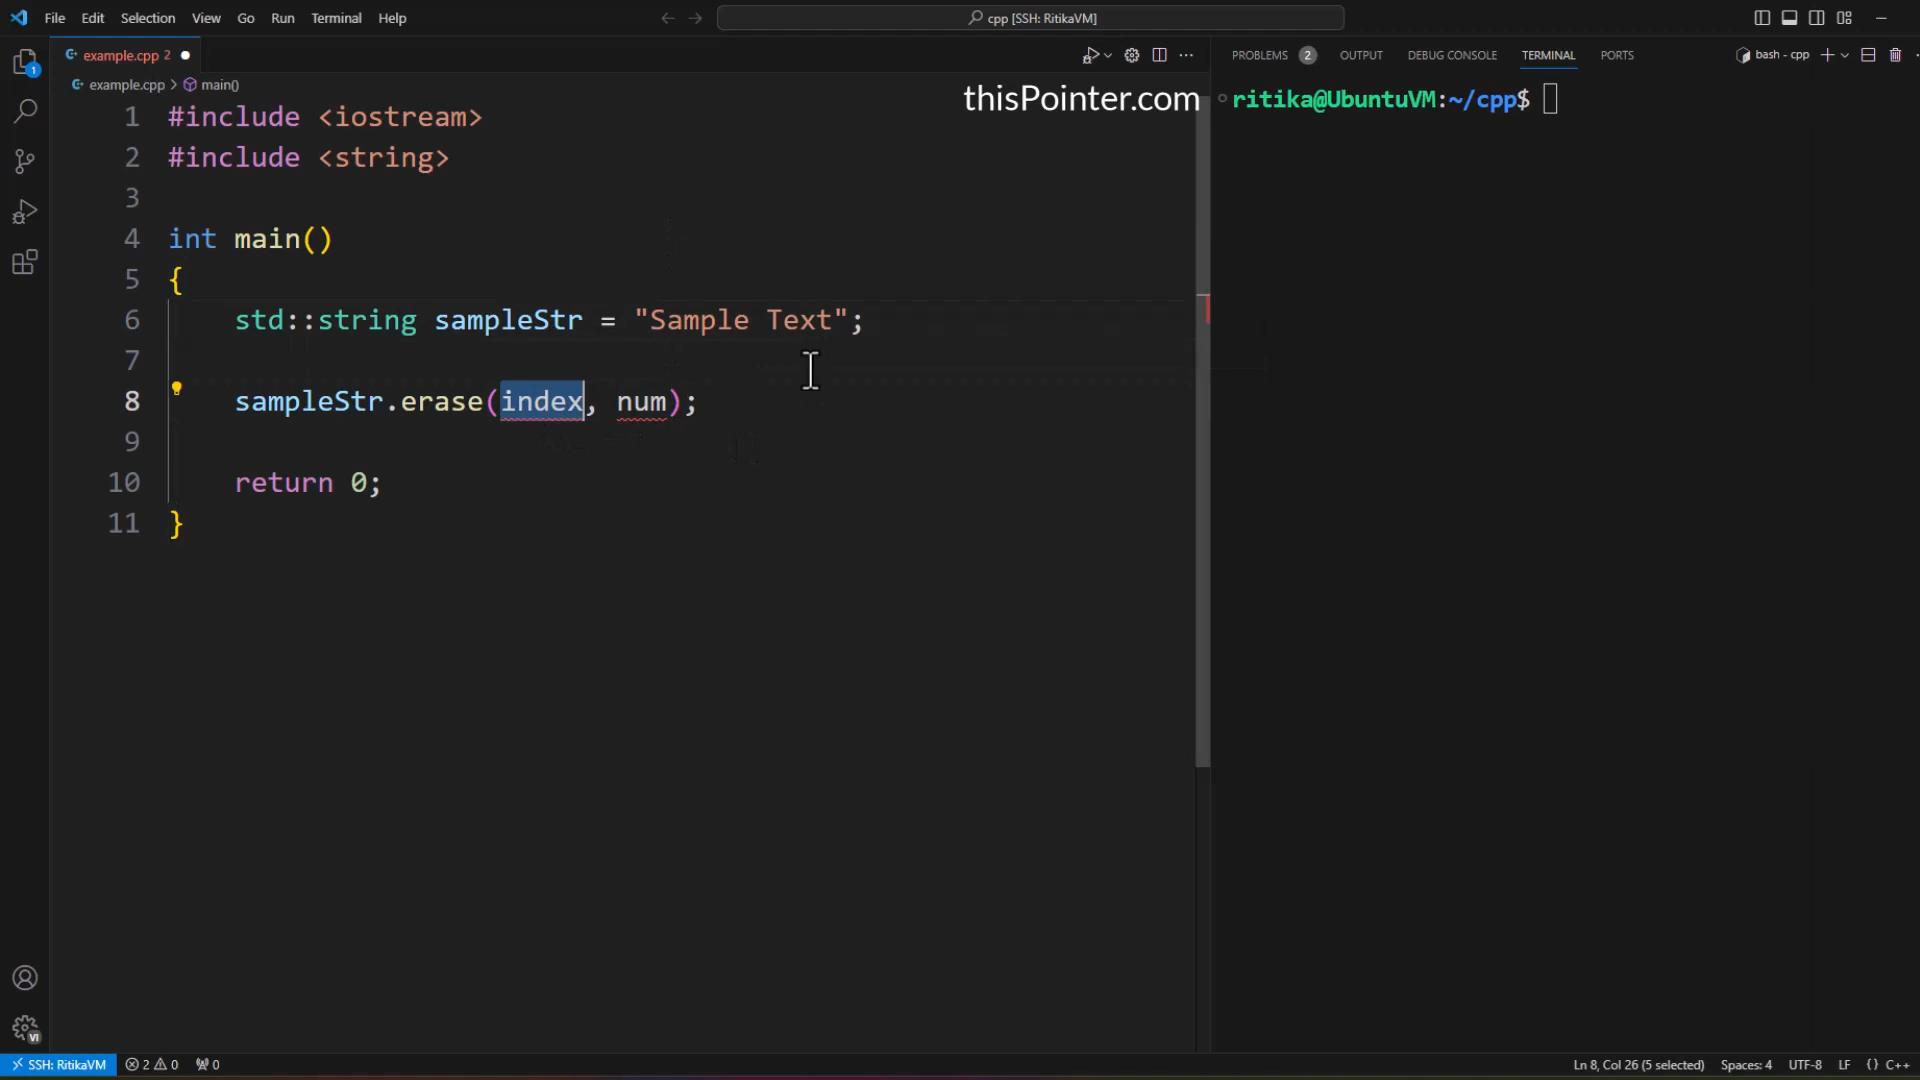 File Edit Selection View Go Run Terminal Help
cpp [SSH: RitikaVM]
example.cpp 2
example.cpp > main()
thisPointer.com
1 #include <iostream>
2 #include <string>
3
4 int main()
5 {
6 std::string sampleStr = "Sample Text";
7
8 sampleStr.erase(index, num);
9
10 return 0;
11 }
PROBLEMS 2 OUTPUT DEBUG CONSOLE TERMINAL PORTS
bash - cpp
ritika@UbuntuVM:~/cpp$
1
VI
SSH: RitikaVM 2 0 0
Ln 8, Col 26 (5 selected) Spaces: 4 UTF-8 LF {} C++